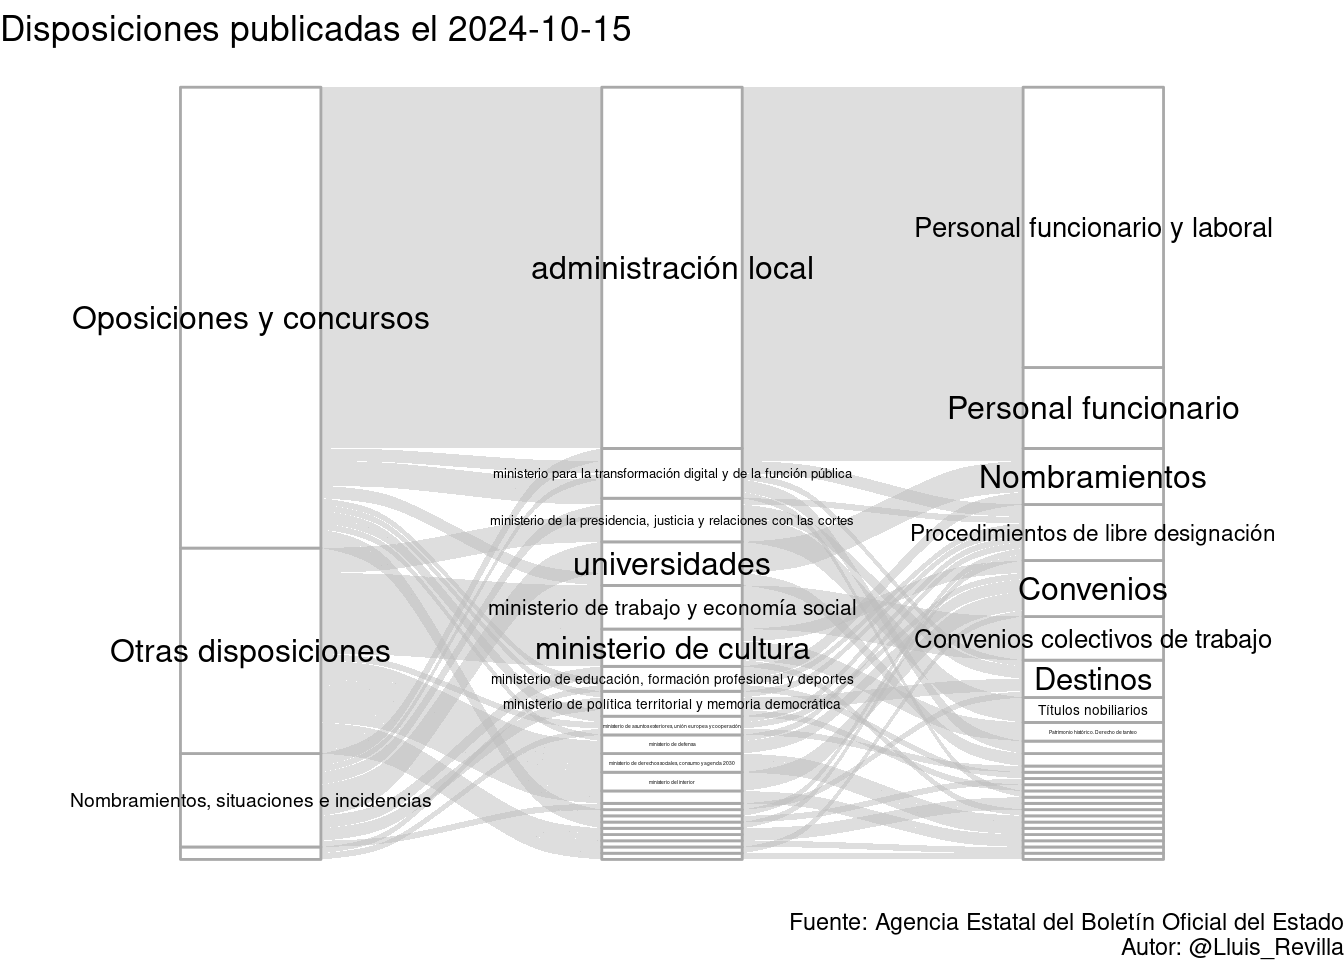 Disposiciones publicadas el 2024-10-15
Oposiciones y concursos
Otras disposiciones
Nombramientos, situaciones e incidencias
administración local
ministerio para la transformación digital y de la función pública
ministerio de la presidencia, justicia y relaciones con las cortes
universidades
ministerio de trabajo y economía social
ministerio de cultura
ministerio de educación, formación profesional y deportes
ministerio de política territorial y memoria democrática
ministerio de asuntos exteriores, unión europea y cooperación
ministerio de defensa
ministerio de derechos sociales, consumo y agenda 2030
ministerio del interior
Personal funcionario y laboral
Personal funcionario
Nombramientos
Procedimientos de libre designación
Convenios
Convenios colectivos de trabajo
Destinos
Títulos nobiliarios
Patrimonio histórico. Derecho de tanteo
Fuente: Agencia Estatal del Boletín Oficial del Estado
Autor: @Lluis_Revilla